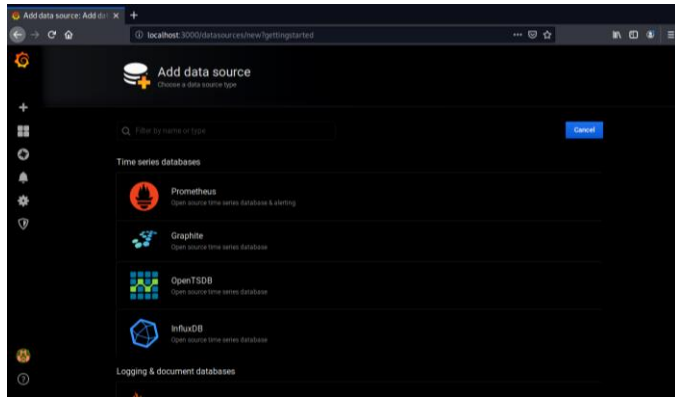 Add data source: Add dat
localhost:3000/datasources/new?gettingstarted
Add data source
Choose a data source type
Filter by name or type
Cancel
Time series databases
Prometheus
Open source time series database & alerting
Graphite
Open source time series database
OpenTSDB
Open source time series database
InfluxDB
Open source time series database
Logging & document databases